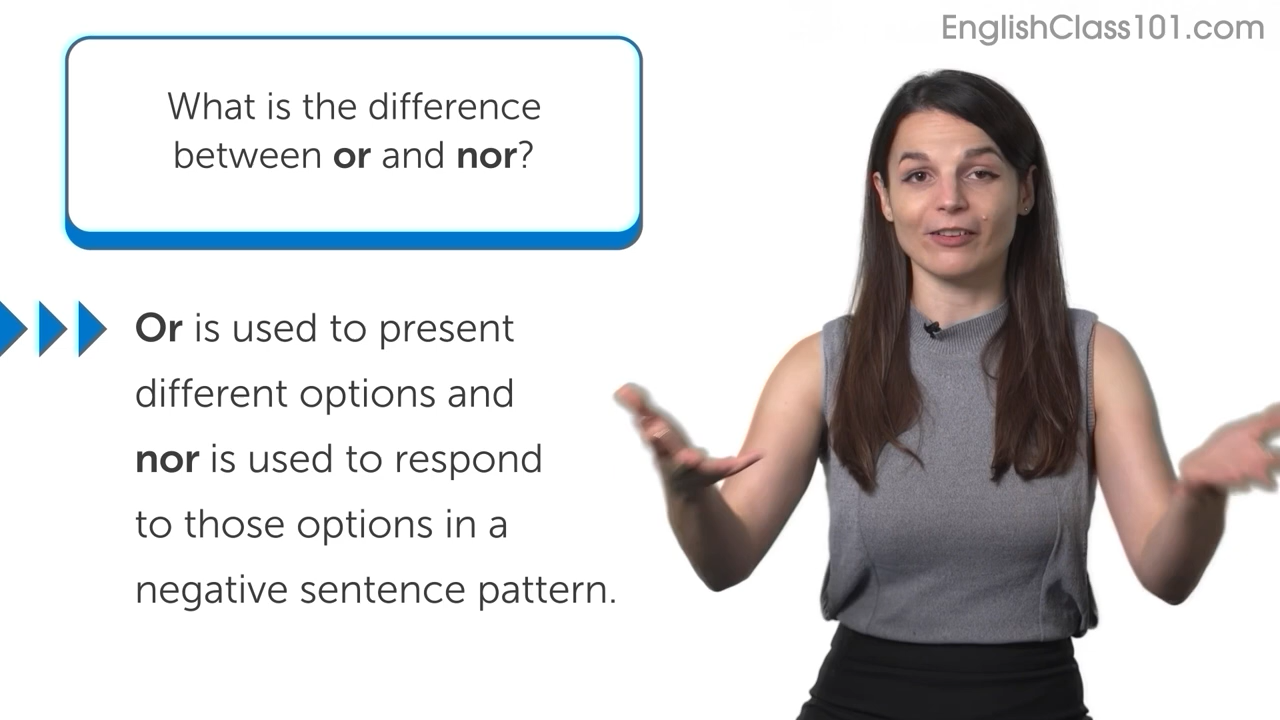 EnglishClass101.com
What is the difference
between or and nor?
Or is used to present
different options and
nor is used to respond
to those options in a
negative sentence pattern.